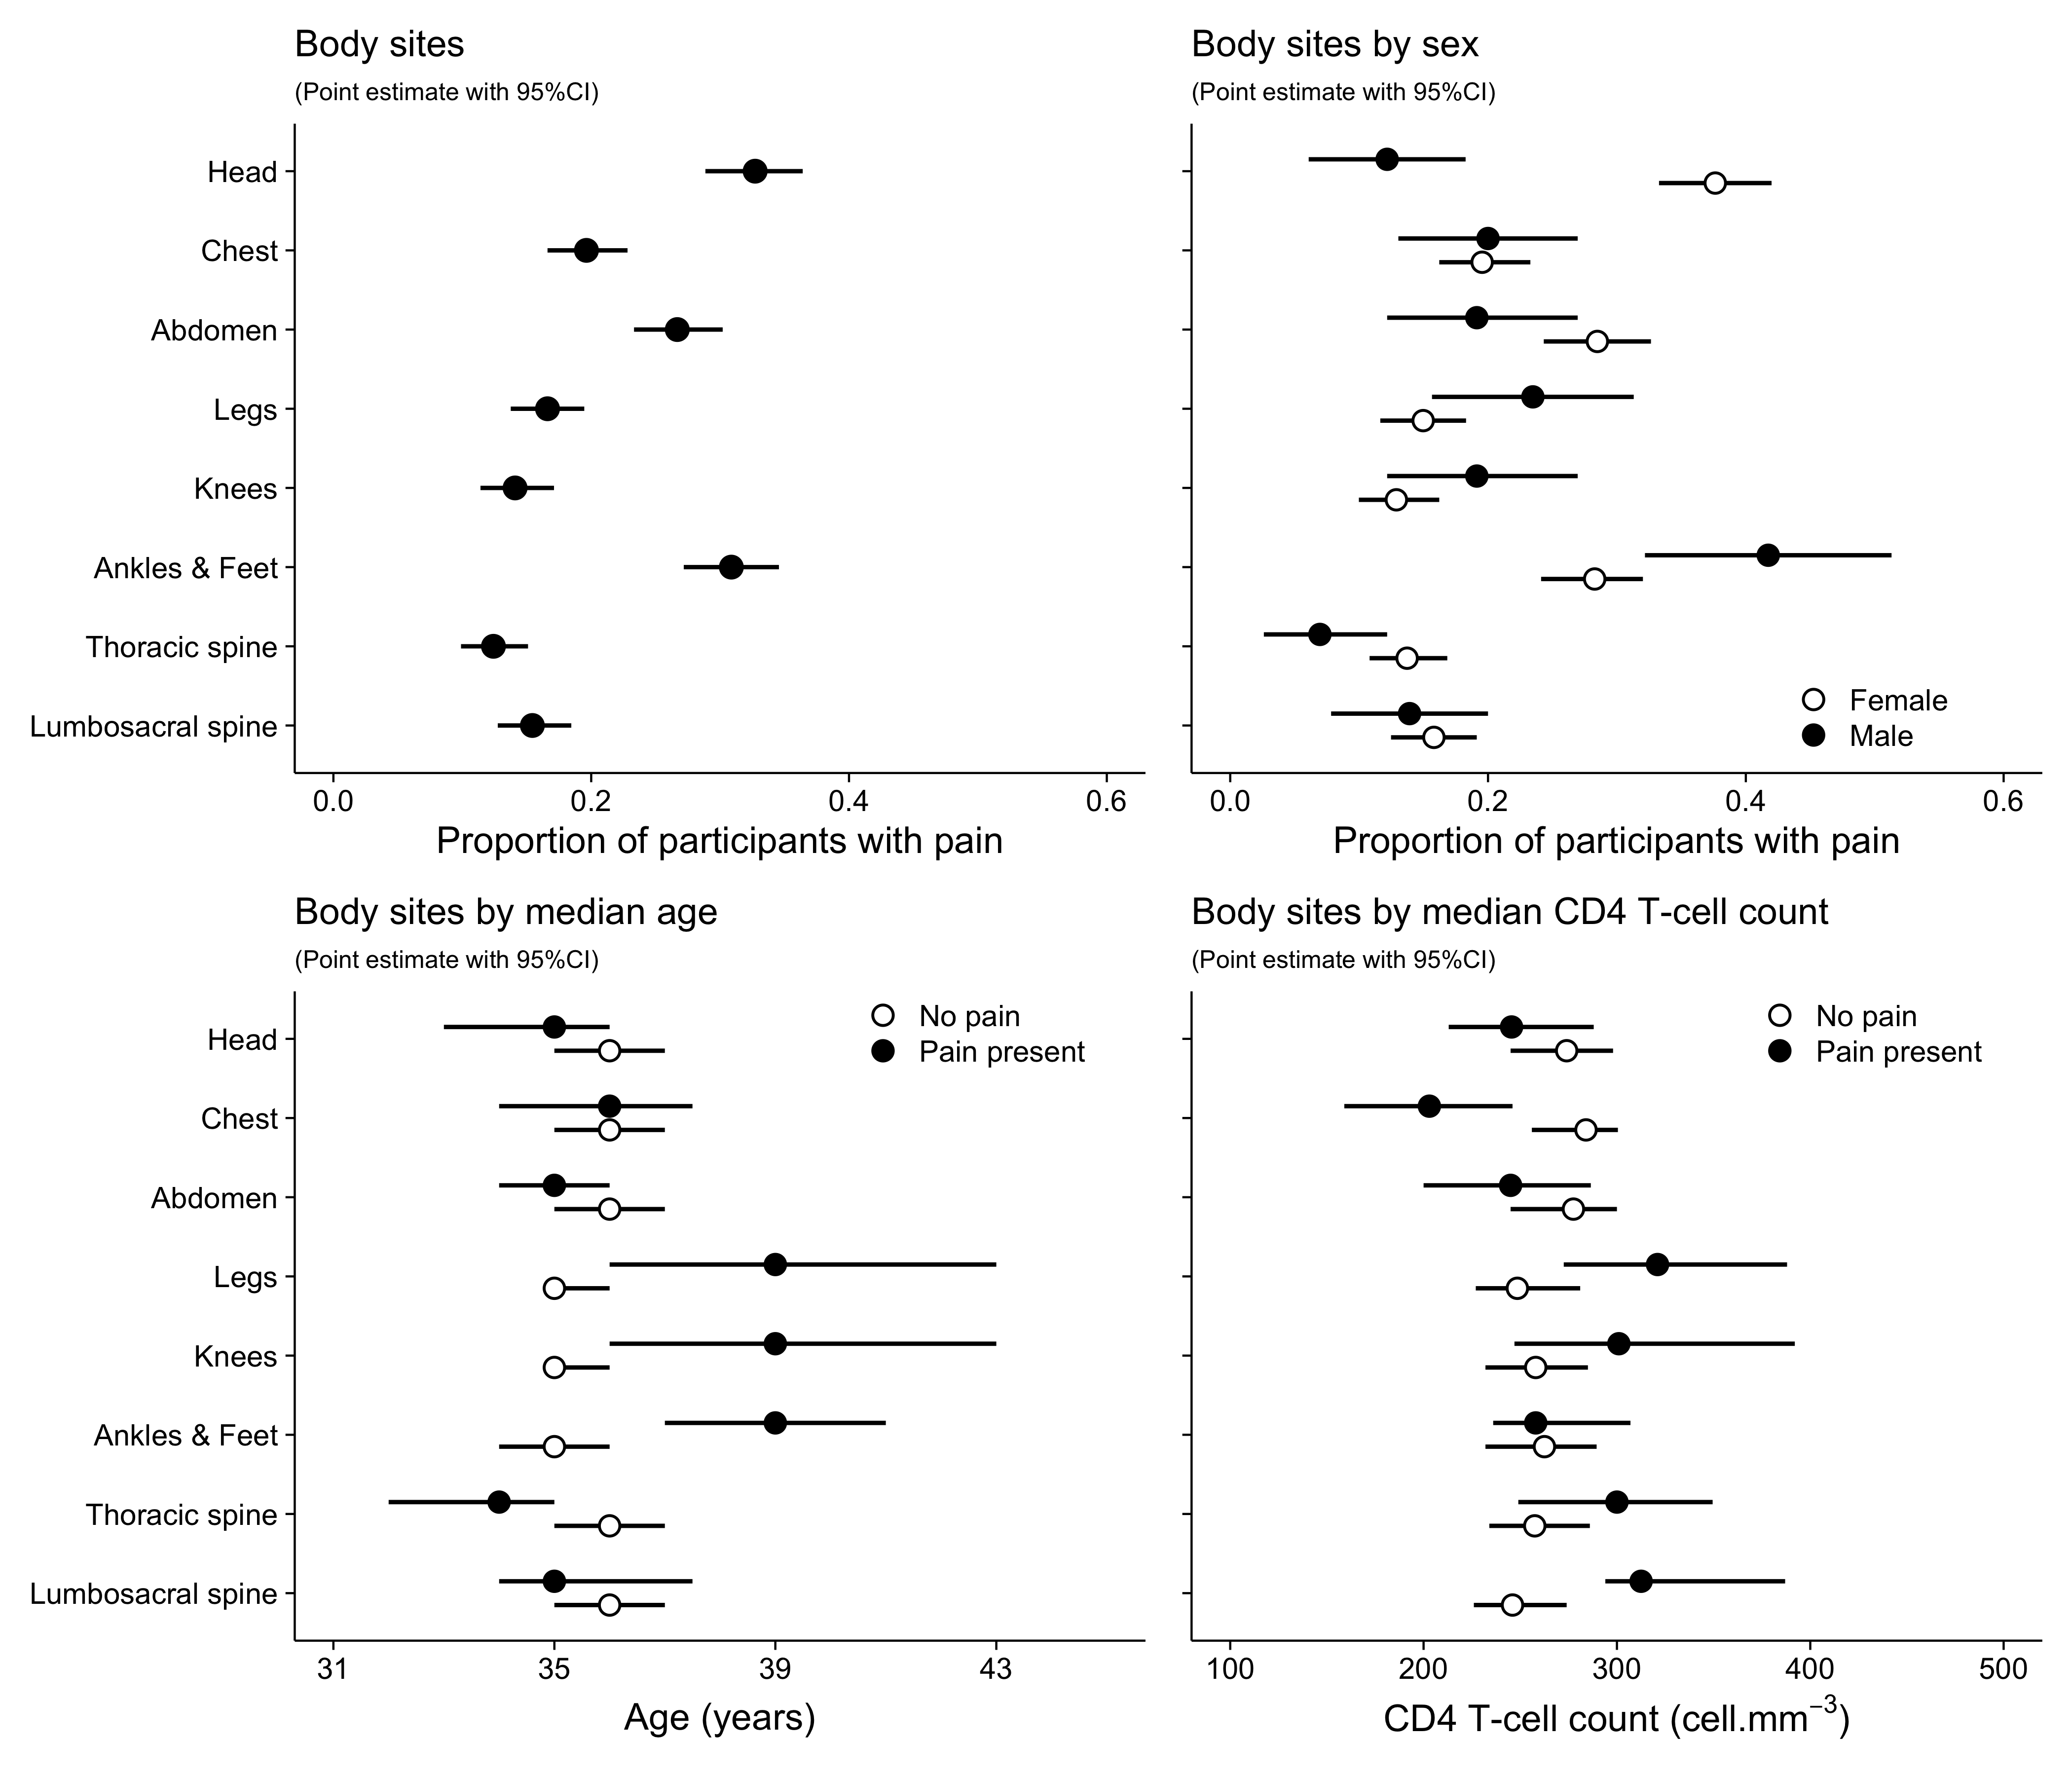 Body sites
(Point estimate with 95%CI)
Head
Chest
Abdomen
Legs
Knees
Ankles & Feet
Thoracic spine
Lumbosacral spine
0.0 0.2 0.4 0.6
Proportion of participants with pain
Body sites by sex
(Point estimate with 95%CI)
Female
Male
0.0 0.2 0.4 0.6
Proportion of participants with pain
Body sites by median age
(Point estimate with 95%CI)
No pain
Pain present
Head
Chest
Abdomen
Legs
Knees
Ankles & Feet
Thoracic spine
Lumbosacral spine
31 35 39 43
Age (years)
Body sites by median CD4 T-cell count
(Point estimate with 95%CI)
No pain
Pain present
100 200 300 400 500
CD4 T-cell count (cell.mm⁻³)